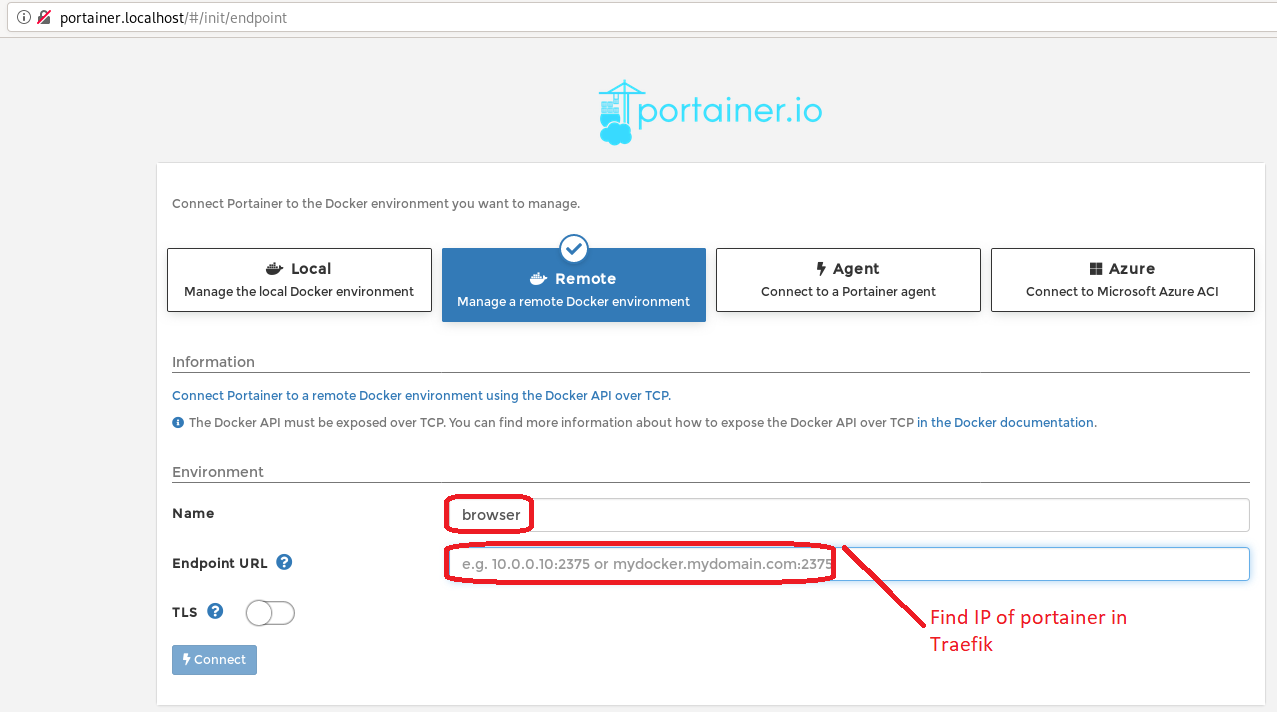 portainer.localhost/#/init/endpoint
portainer.io
Connect Portainer to the Docker environment you want to manage.
Local
Manage the local Docker environment
Remote
Manage a remote Docker environment
Agent
Connect to a Portainer agent
Azure
Connect to Microsoft Azure ACI
Information
Connect Portainer to a remote Docker environment using the Docker API over TCP.
The Docker API must be exposed over TCP. You can find more information about how to expose the Docker API over TCP in the Docker documentation.
Environment
Name
browser
Endpoint URL
e.g. 10.0.0.10:2375 or mydocker.mydomain.com:2375
Find IP of portainer in
Traefik
TLS
Connect